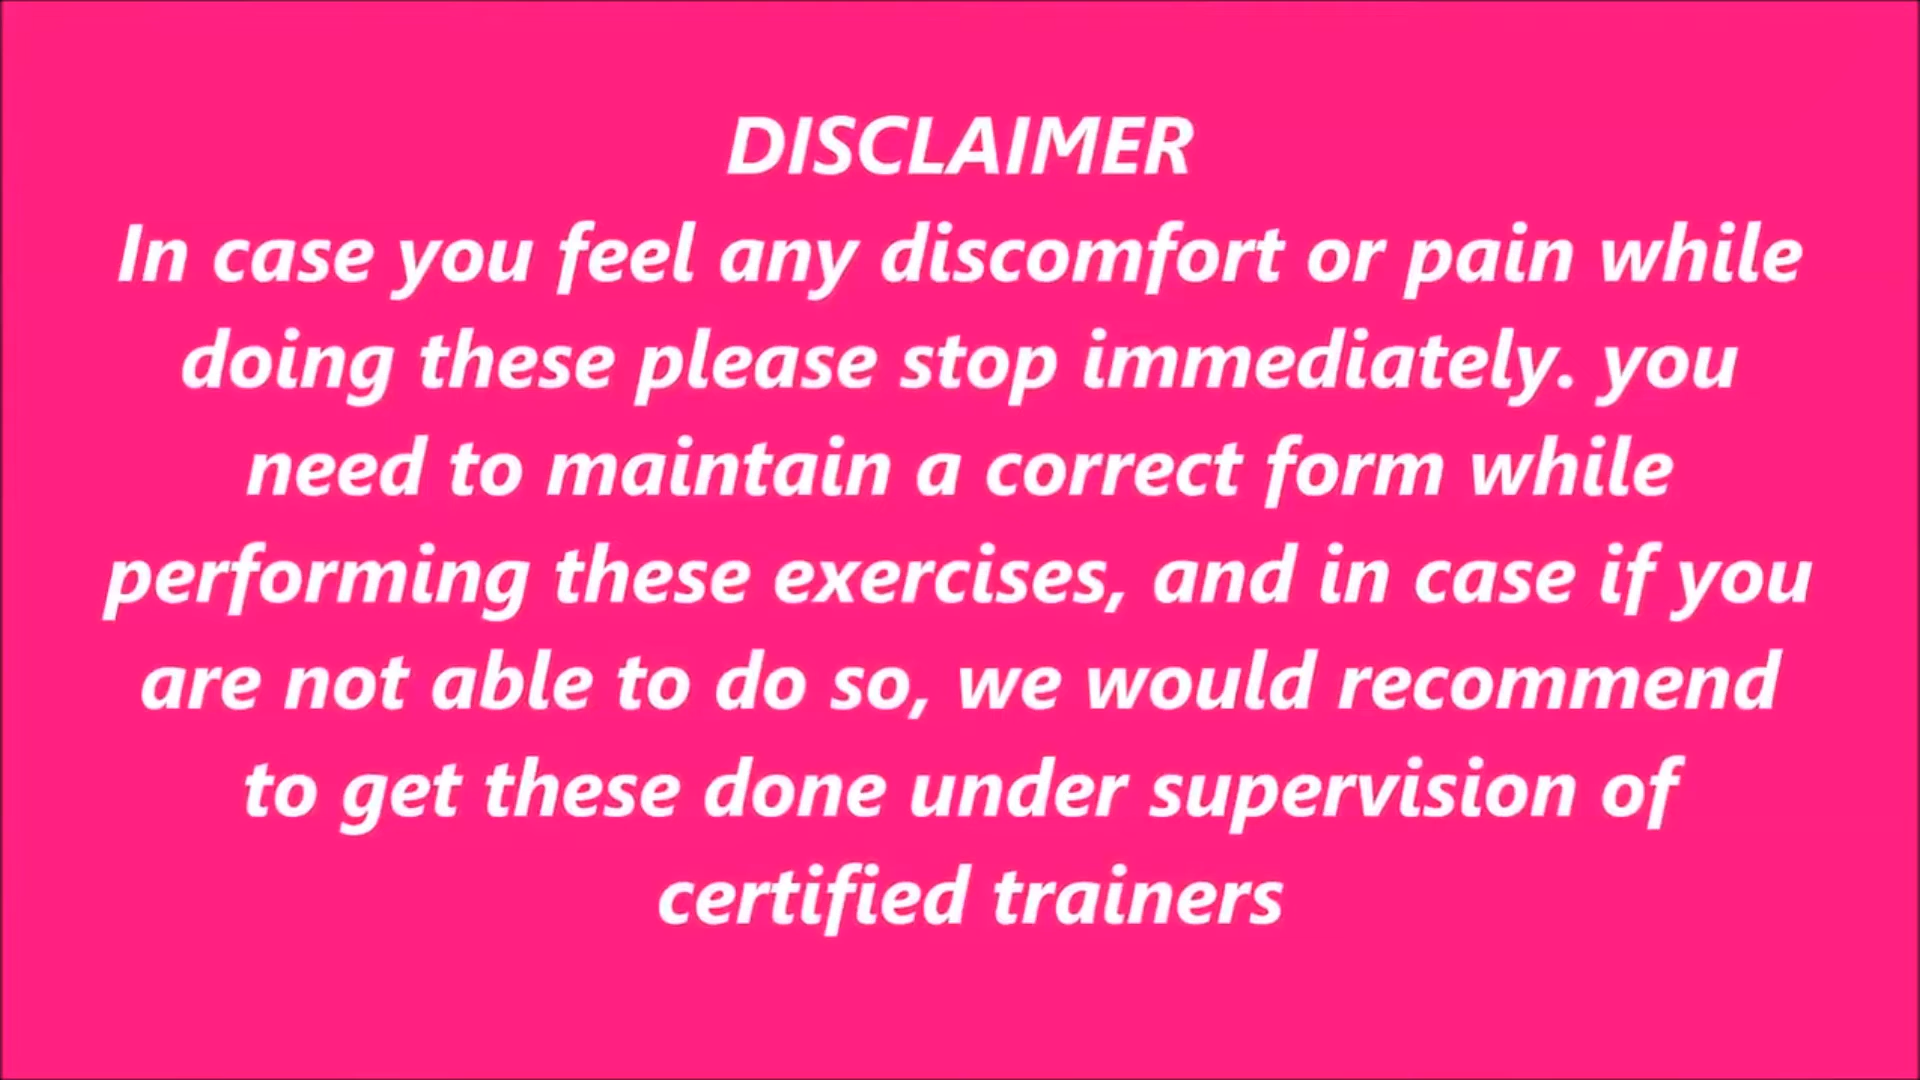 DISCLAIMER
In case you feel any discomfort or pain while
doing these please stop immediately. you
need to maintain a correct form while
performing these exercises, and in case if you
are not able to do so, we would recommend
to get these done under supervision of
certified trainers